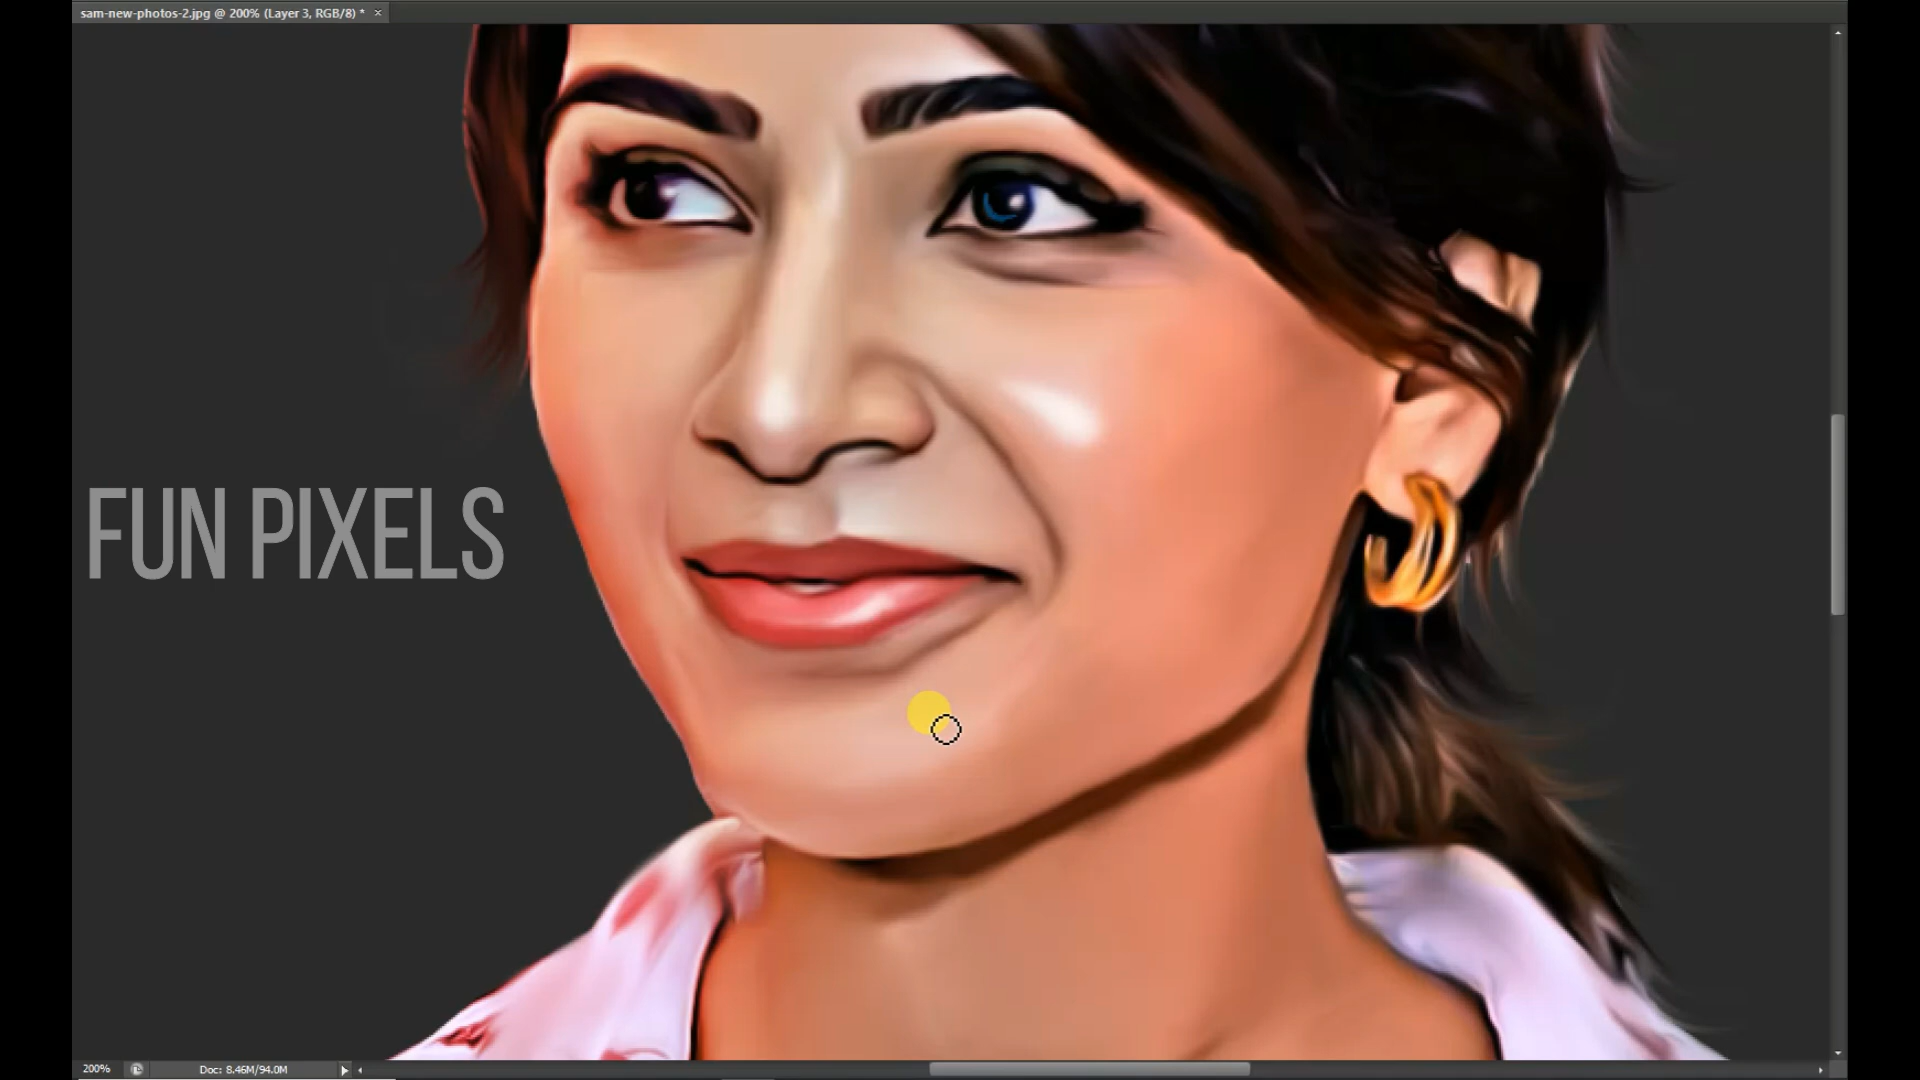 sam-new-photos-2.jpg @ 200% (Layer 3, RGB/8) *
FUN PIXELS
200%
Doc: 8.46M/94.0M